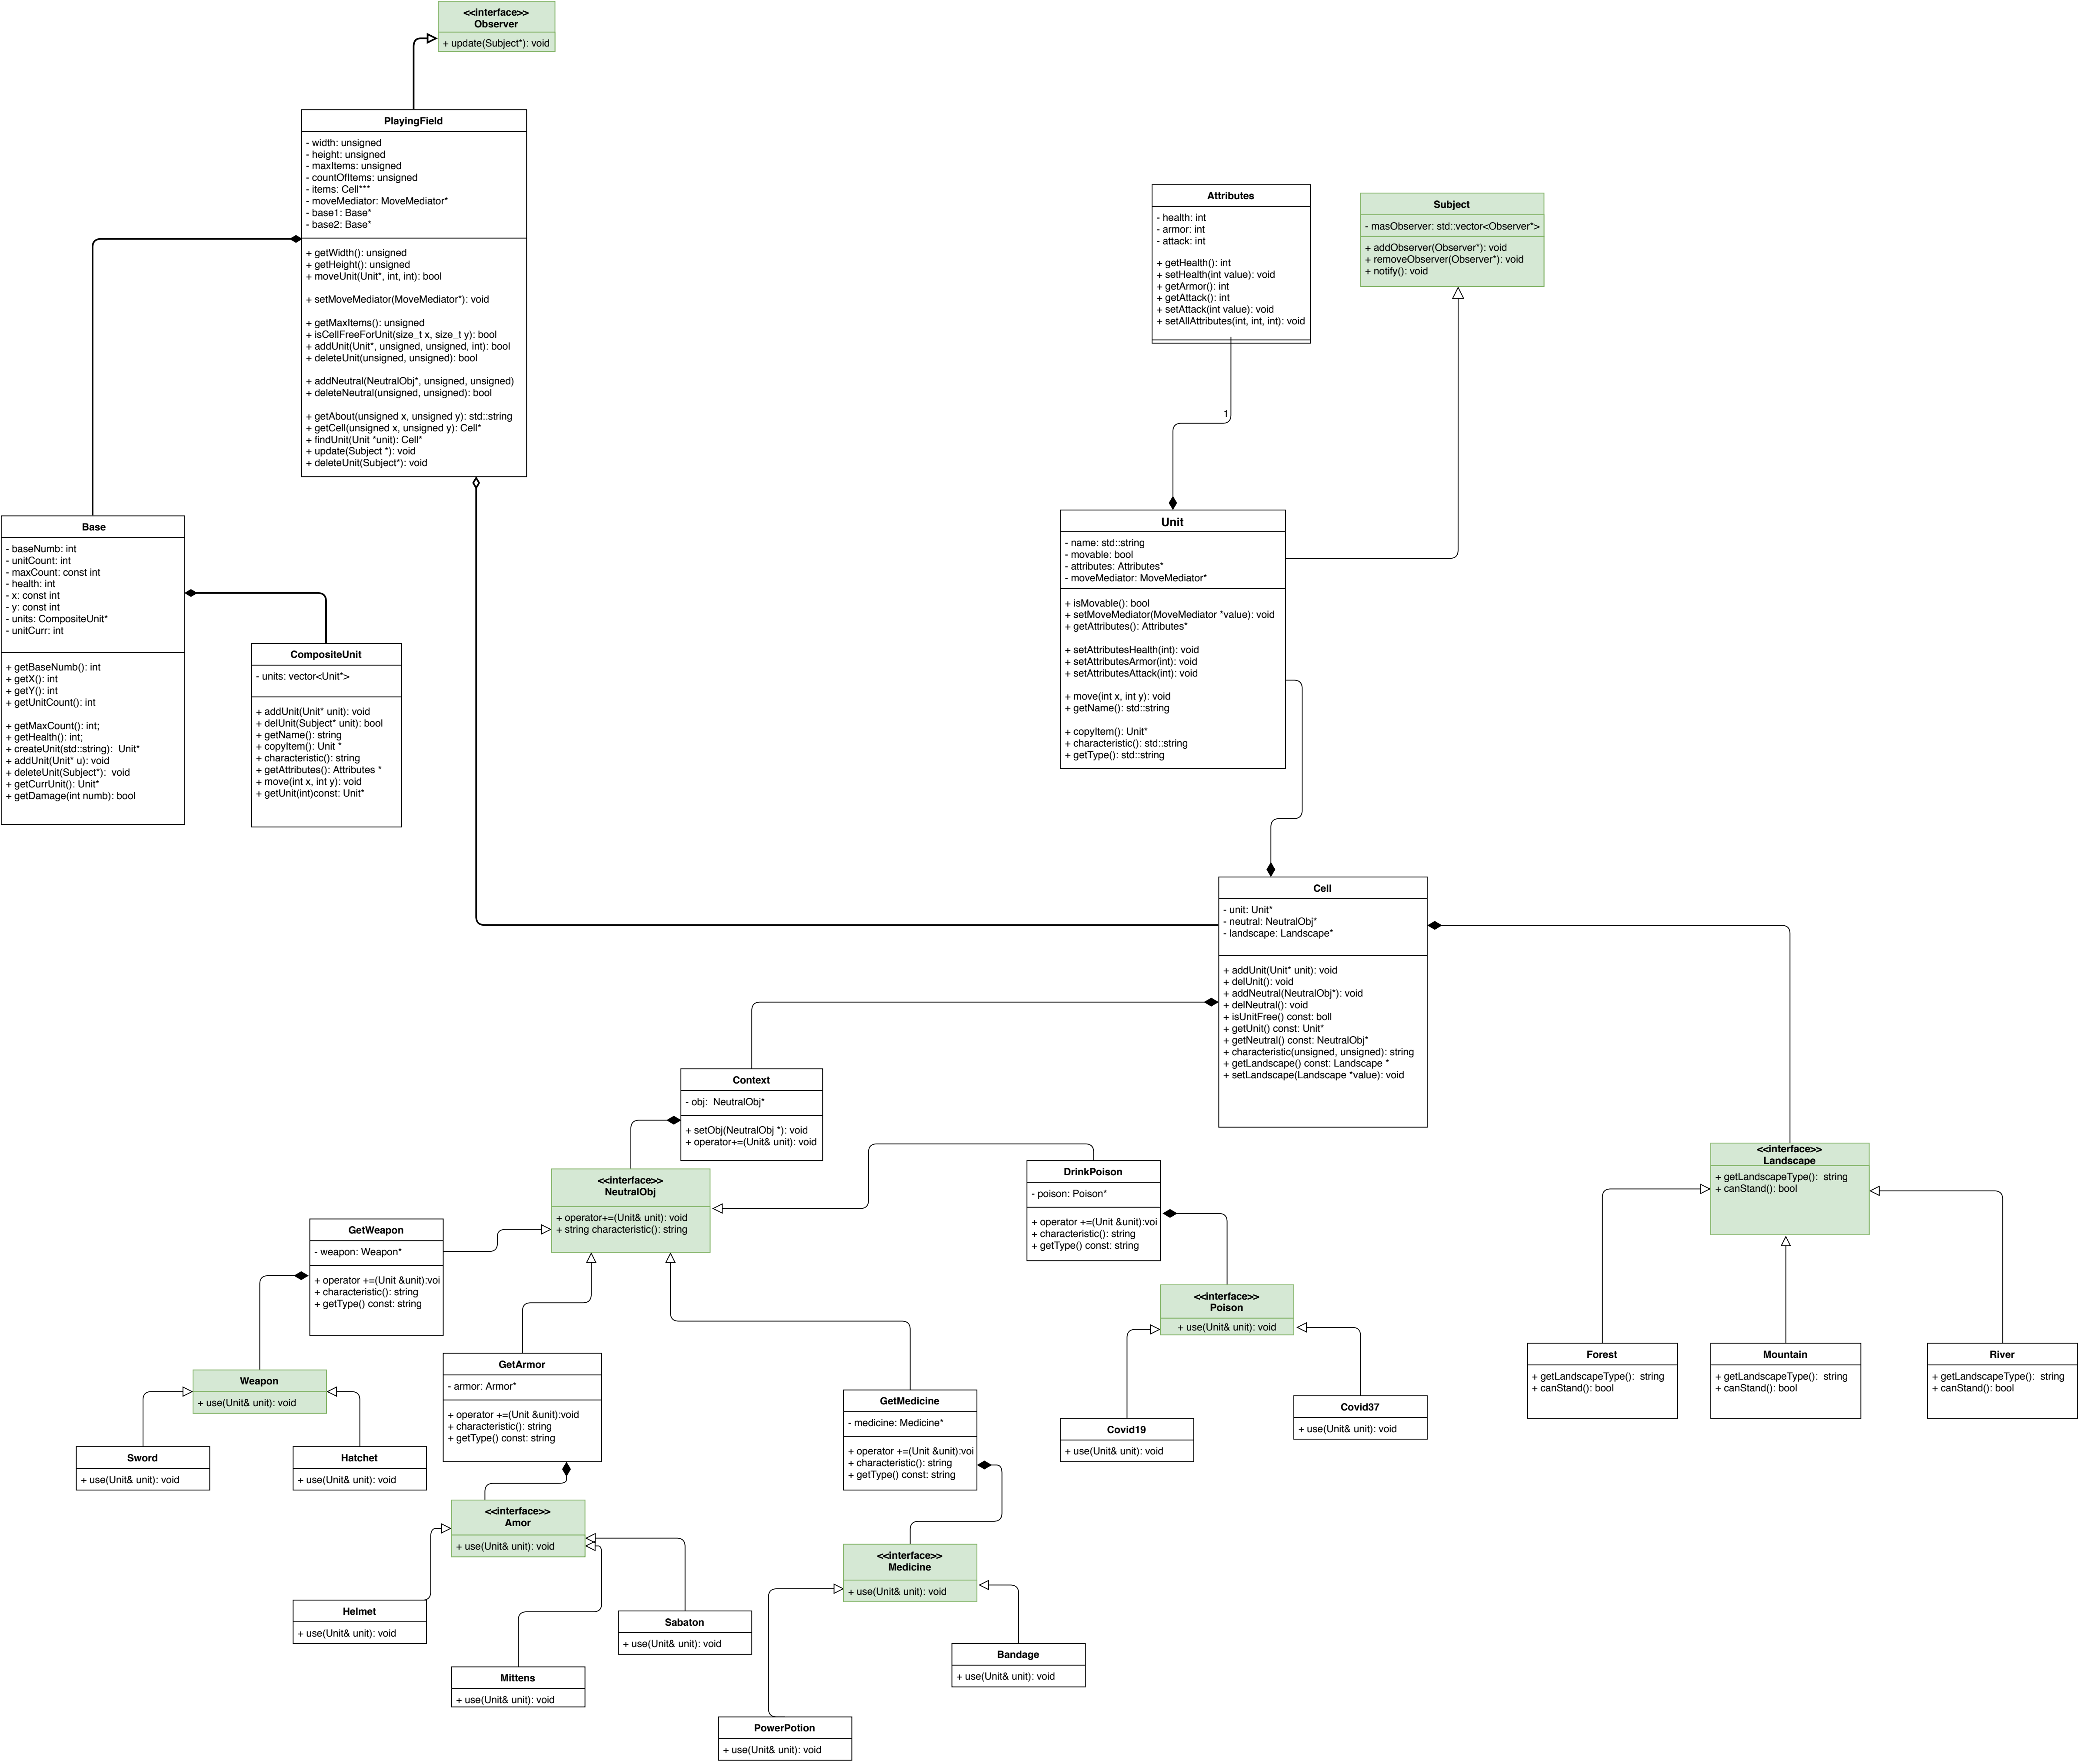 <<interface>>
Observer
+ update(Subject*): void
PlayingField
- width: unsigned
- height: unsigned
- maxItems: unsigned
- countOfItems: unsigned
- items: Cell***
- moveMediator: MoveMediator*
- base1: Base*
- base2: Base*
+ getWidth(): unsigned
+ getHeight(): unsigned
+ moveUnit(Unit*, int, int): bool
+ setMoveMediator(MoveMediator*): void
+ getMaxItems(): unsigned
+ isCellFreeForUnit(size_t x, size_t y): bool
+ addUnit(Unit*, unsigned, unsigned, int): bool
+ deleteUnit(unsigned, unsigned): bool
+ addNeutral(NeutralObj*, unsigned, unsigned)
+ deleteNeutral(unsigned, unsigned): bool
+ getAbout(unsigned x, unsigned y): std::string
+ getCell(unsigned x, unsigned y): Cell*
+ findUnit(Unit *unit): Cell*
+ update(Subject *): void
+ deleteUnit(Subject*): void
Attributes
- health: int
- armor: int
- attack: int
+ getHealth(): int
+ setHealth(int value): void
+ getArmor(): int
+ getAttack(): int
+ setAttack(int value): void
+ setAllAttributes(int, int, int): void
1
Subject
- masObserver: std::vector<Observer*>
+ addObserver(Observer*): void
+ removeObserver(Observer*): void
+ notify(): void
Base
- baseNumb: int
- unitCount: int
- maxCount: const int
- health: int
- x: const int
- y: const int
- units: CompositeUnit*
- unitCurr: int
+ getBaseNumb(): int
+ getX(): int
+ getY(): int
+ getUnitCount(): int
+ getMaxCount(): int;
+ getHealth(): int;
+ createUnit(std::string):  Unit*
+ addUnit(Unit* u): void
+ deleteUnit(Subject*):  void
+ getCurrUnit(): Unit*
+ getDamage(int numb): bool
CompositeUnit
- units: vector<Unit*>
+ addUnit(Unit* unit): void
+ delUnit(Subject* unit): bool
+ getName(): string
+ copyItem(): Unit *
+ characteristic(): string
+ getAttributes(): Attributes *
+ move(int x, int y): void
+ getUnit(int)const: Unit*
Unit
- name: std::string
- movable: bool
- attributes: Attributes*
- moveMediator: MoveMediator*
+ isMovable(): bool
+ setMoveMediator(MoveMediator *value): void
+ getAttributes(): Attributes*
+ setAttributesHealth(int): void
+ setAttributesArmor(int): void
+ setAttributesAttack(int): void
+ move(int x, int y): void
+ getName(): std::string
+ copyItem(): Unit*
+ characteristic(): std::string
+ getType(): std::string
Cell
- unit: Unit*
- neutral: NeutralObj*
- landscape: Landscape*
+ addUnit(Unit* unit): void
+ delUnit(): void
+ addNeutral(NeutralObj*): void
+ delNeutral(): void
+ isUnitFree() const: boll
+ getUnit() const: Unit*
+ getNeutral() const: NeutralObj*
+ characteristic(unsigned, unsigned): string
+ getLandscape() const: Landscape *
+ setLandscape(Landscape *value): void
Context
- obj:  NeutralObj*
+ setObj(NeutralObj *): void
+ operator+=(Unit& unit): void
<<interface>>
NeutralObj
+ operator+=(Unit& unit): void
+ string characteristic(): string
DrinkPoison
- poison: Poison*
+ operator +=(Unit &unit):voi
+ characteristic(): string
+ getType() const: string
<<interface>>
Landscape
+ getLandscapeType():  string
+ canStand(): bool
GetWeapon
- weapon: Weapon*
+ operator +=(Unit &unit):voi
+ characteristic(): string
+ getType() const: string
<<interface>>
Poison
+ use(Unit& unit): void
Weapon
+ use(Unit& unit): void
GetArmor
- armor: Armor*
+ operator +=(Unit &unit):void
+ characteristic(): string
+ getType() const: string
GetMedicine
- medicine: Medicine*
+ operator +=(Unit &unit):voi
+ characteristic(): string
+ getType() const: string
Covid19
+ use(Unit& unit): void
Covid37
+ use(Unit& unit): void
Forest
+ getLandscapeType():  string
+ canStand(): bool
Mountain
+ getLandscapeType():  string
+ canStand(): bool
River
+ getLandscapeType():  string
+ canStand(): bool
Sword
+ use(Unit& unit): void
Hatchet
+ use(Unit& unit): void
<<interface>>
Amor
+ use(Unit& unit): void
<<interface>>
Medicine
+ use(Unit& unit): void
Helmet
+ use(Unit& unit): void
Sabaton
+ use(Unit& unit): void
Mittens
+ use(Unit& unit): void
Bandage
+ use(Unit& unit): void
PowerPotion
+ use(Unit& unit): void